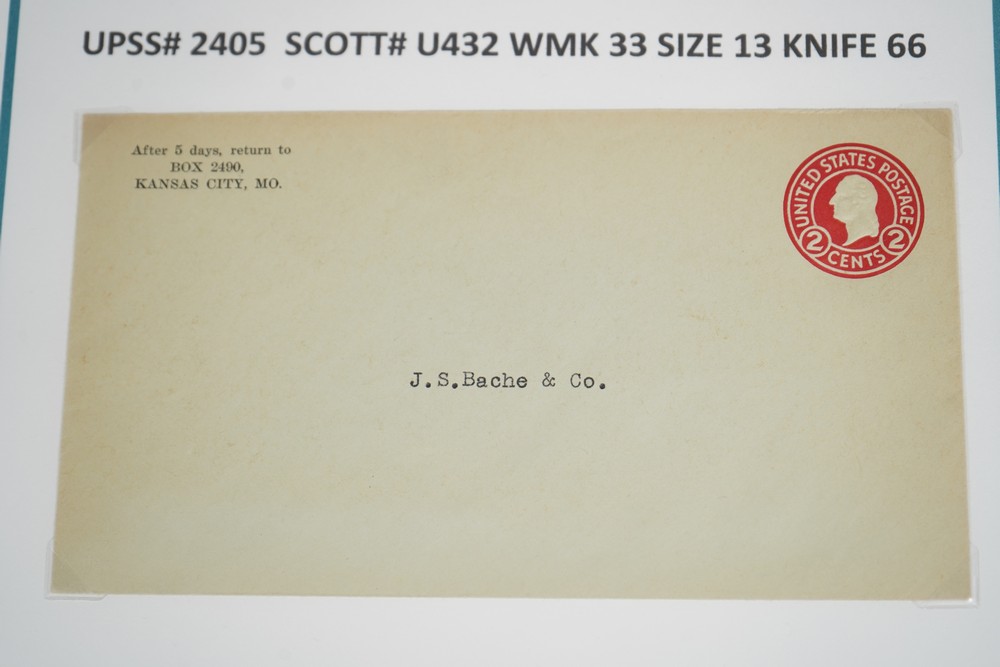 UPSS# 2405 SCOTT# U432 WMK 33 SIZE 13 KNIFE 66
After 5 days, return to
BOX 2490,
KANSAS CITY, MO.
UNITED STATES POSTAGE
2 CENTS 2
J.S.Bache & Co.